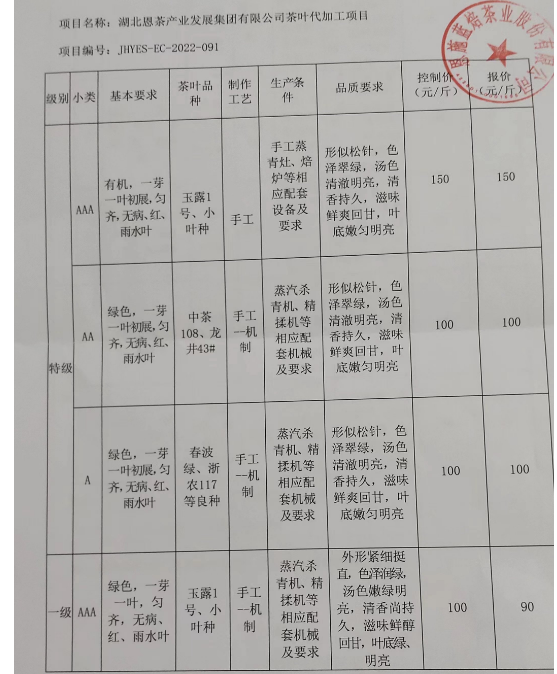 项目名称：湖北恩茶产业发展集团有限公司茶叶代加工项目
项目编号：JHYES-EC-2022-091
级别 小类 基本要求 茶叶品种 制作工艺 生产条件 品质要求 控制价（元/斤） 报价（元/斤）
特级
AAA
有机，一芽
一叶初展，匀
齐，无病、红、
雨水叶
玉露1
号、小
叶种
手工
手工蒸
青灶、焙
炉等相
应配套
设备及
要求
形似松针，色
泽翠绿，汤色
清澈明亮，清
香持久，滋味
鲜爽回甘，叶
底嫩匀明亮
150
150
AA
绿色，一芽
一叶初展，匀
齐，无病、红、
雨水叶
中茶
108、龙
井43#
手工
--机
制
蒸汽杀
青机、精
揉机等
相应配
套机械
及要求
形似松针，色
泽翠绿，汤色
清澈明亮，清
香持久，滋味
鲜爽回甘，叶
底嫩匀明亮
100
100
A
绿色，一芽
一叶初展，匀
齐，无病、红、
雨水叶
春波
绿、浙
农117
等良种
手工
--机
制
蒸汽杀
青机、精
揉机等
相应配
套机械
及要求
形似松针，色
泽翠绿，汤色
清澈明亮，清
香持久，滋味
鲜爽回甘，叶
底嫩匀明亮
100
100
一级
AAA
绿色，一芽
一叶，匀
齐，无病、
红、雨水叶
玉露1
号、小
叶种
手工
--机
制
蒸汽杀
青机、精
揉机等
相应配
套机械
及要求
外形紧细挺
直，色泽润绿，
汤色嫩绿明
亮，清香尚持
久，滋味鲜醇
回甘，叶底绿、
明亮
100
90
恩施蓝焙茶业股份有限公司